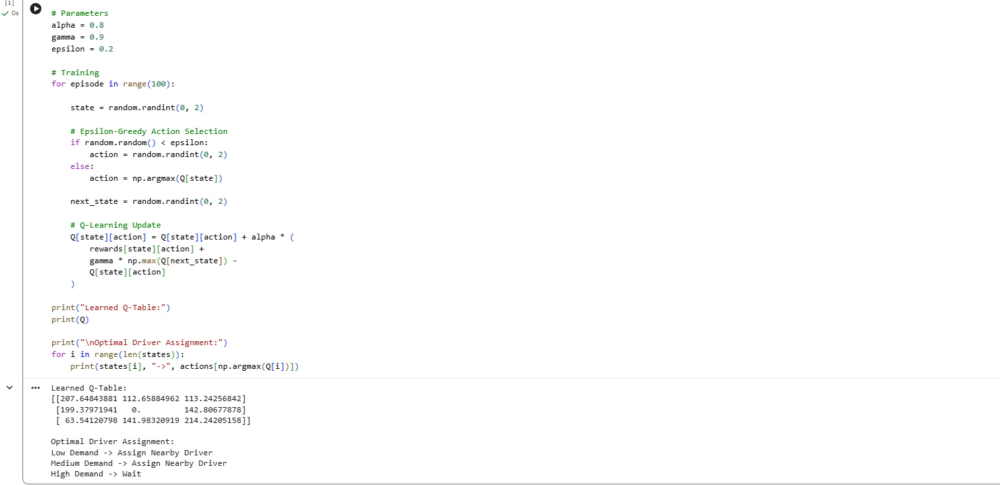 [1]
0s
# Parameters
alpha = 0.8
gamma = 0.9
epsilon = 0.2
# Training
for episode in range(100):
    state = random.randint(0, 2)
    # Epsilon-Greedy Action Selection
    if random.random() < epsilon:
        action = random.randint(0, 2)
    else:
        action = np.argmax(Q[state])
    next_state = random.randint(0, 2)
    # Q-Learning Update
    Q[state][action] = Q[state][action] + alpha * (
        rewards[state][action] +
        gamma * np.max(Q[next_state]) -
        Q[state][action]
    )
print("Learned Q-Table:")
print(Q)
print("\nOptimal Driver Assignment:")
for i in range(len(states)):
    print(states[i], "->", actions[np.argmax(Q[i])])
Learned Q-Table:
[[207.64843881 112.65884962 113.24256842]
 [199.37971941   0.         142.80677878]
 [ 63.54120798 141.98320919 214.24205158]]
Optimal Driver Assignment:
Low Demand -> Assign Nearby Driver
Medium Demand -> Assign Nearby Driver
High Demand -> Wait